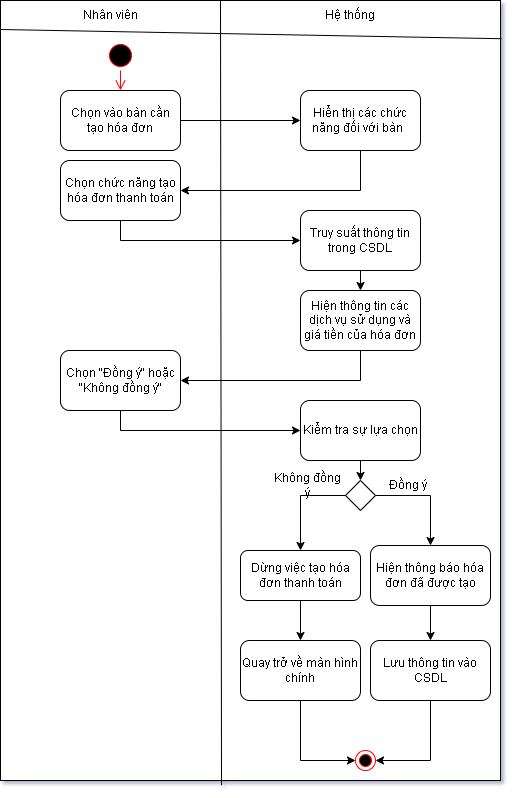 Nhân viên
Hệ thống
Chọn vào bàn cần
tạo hóa đơn
Hiển thị các chức
năng đối với bàn
Chọn chức năng tạo
hóa đơn thanh toán
Truy suất thông tin
trong CSDL
Hiện thông tin các
dịch vụ sử dụng và
giá tiền của hóa đơn
Chọn "Đồng ý" hoặc
"Không đồng ý"
Kiểm tra sự lựa chọn
Không đồng
ý
Đồng ý
Dừng việc tạo hóa
đơn thanh toán
Hiện thông báo hóa
đơn đã được tạo
Quay trở về màn hình
chính
Lưu thông tin vào
CSDL